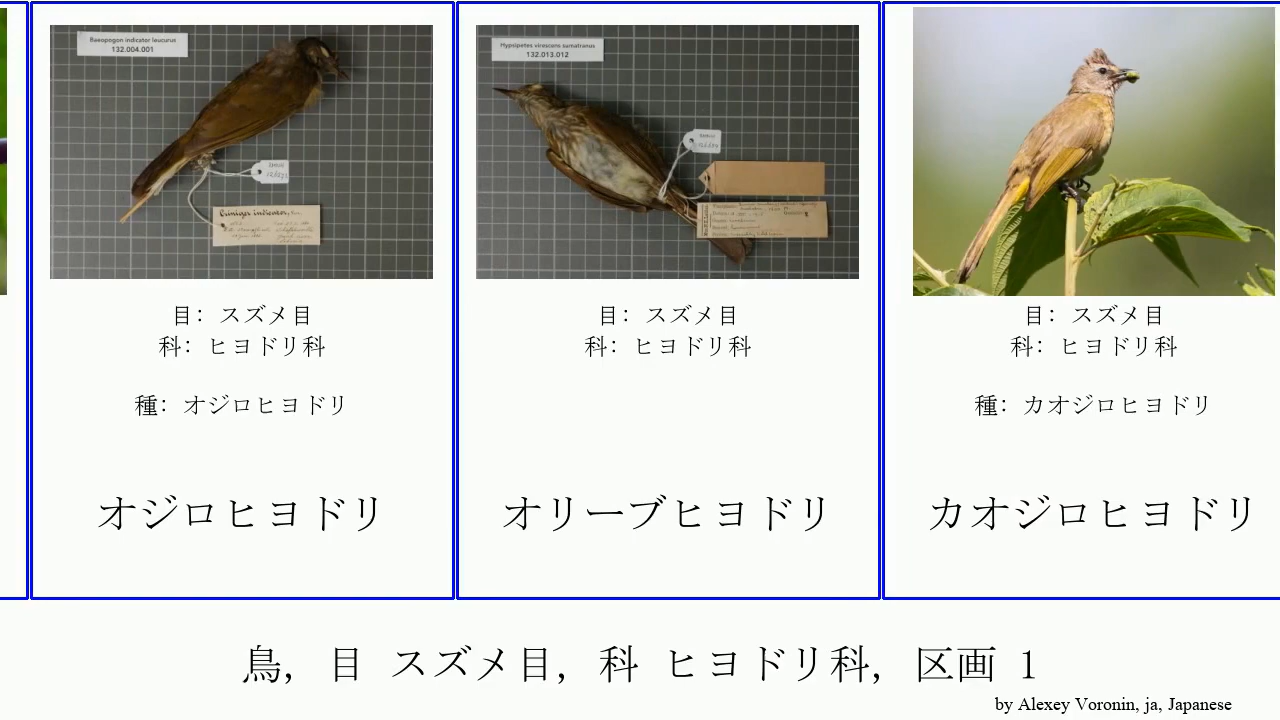 Baeopogon indicator leucurus
132.004.001
Criniger indicator,
目: スズメ目
科: ヒヨドリ科
種: オジロヒヨドリ
オジロヒヨドリ
Hypsipetes virescens sumatranus
132.013.012
目: スズメ目
科: ヒヨドリ科
オリーブヒヨドリ
目: スズメ目
科: ヒヨドリ科
種: カオジロヒヨドリ
カオジロヒヨドリ
鳥, 目 スズメ目, 科 ヒヨドリ科, 区画 1
by Alexey Voronin, ja, Japanese